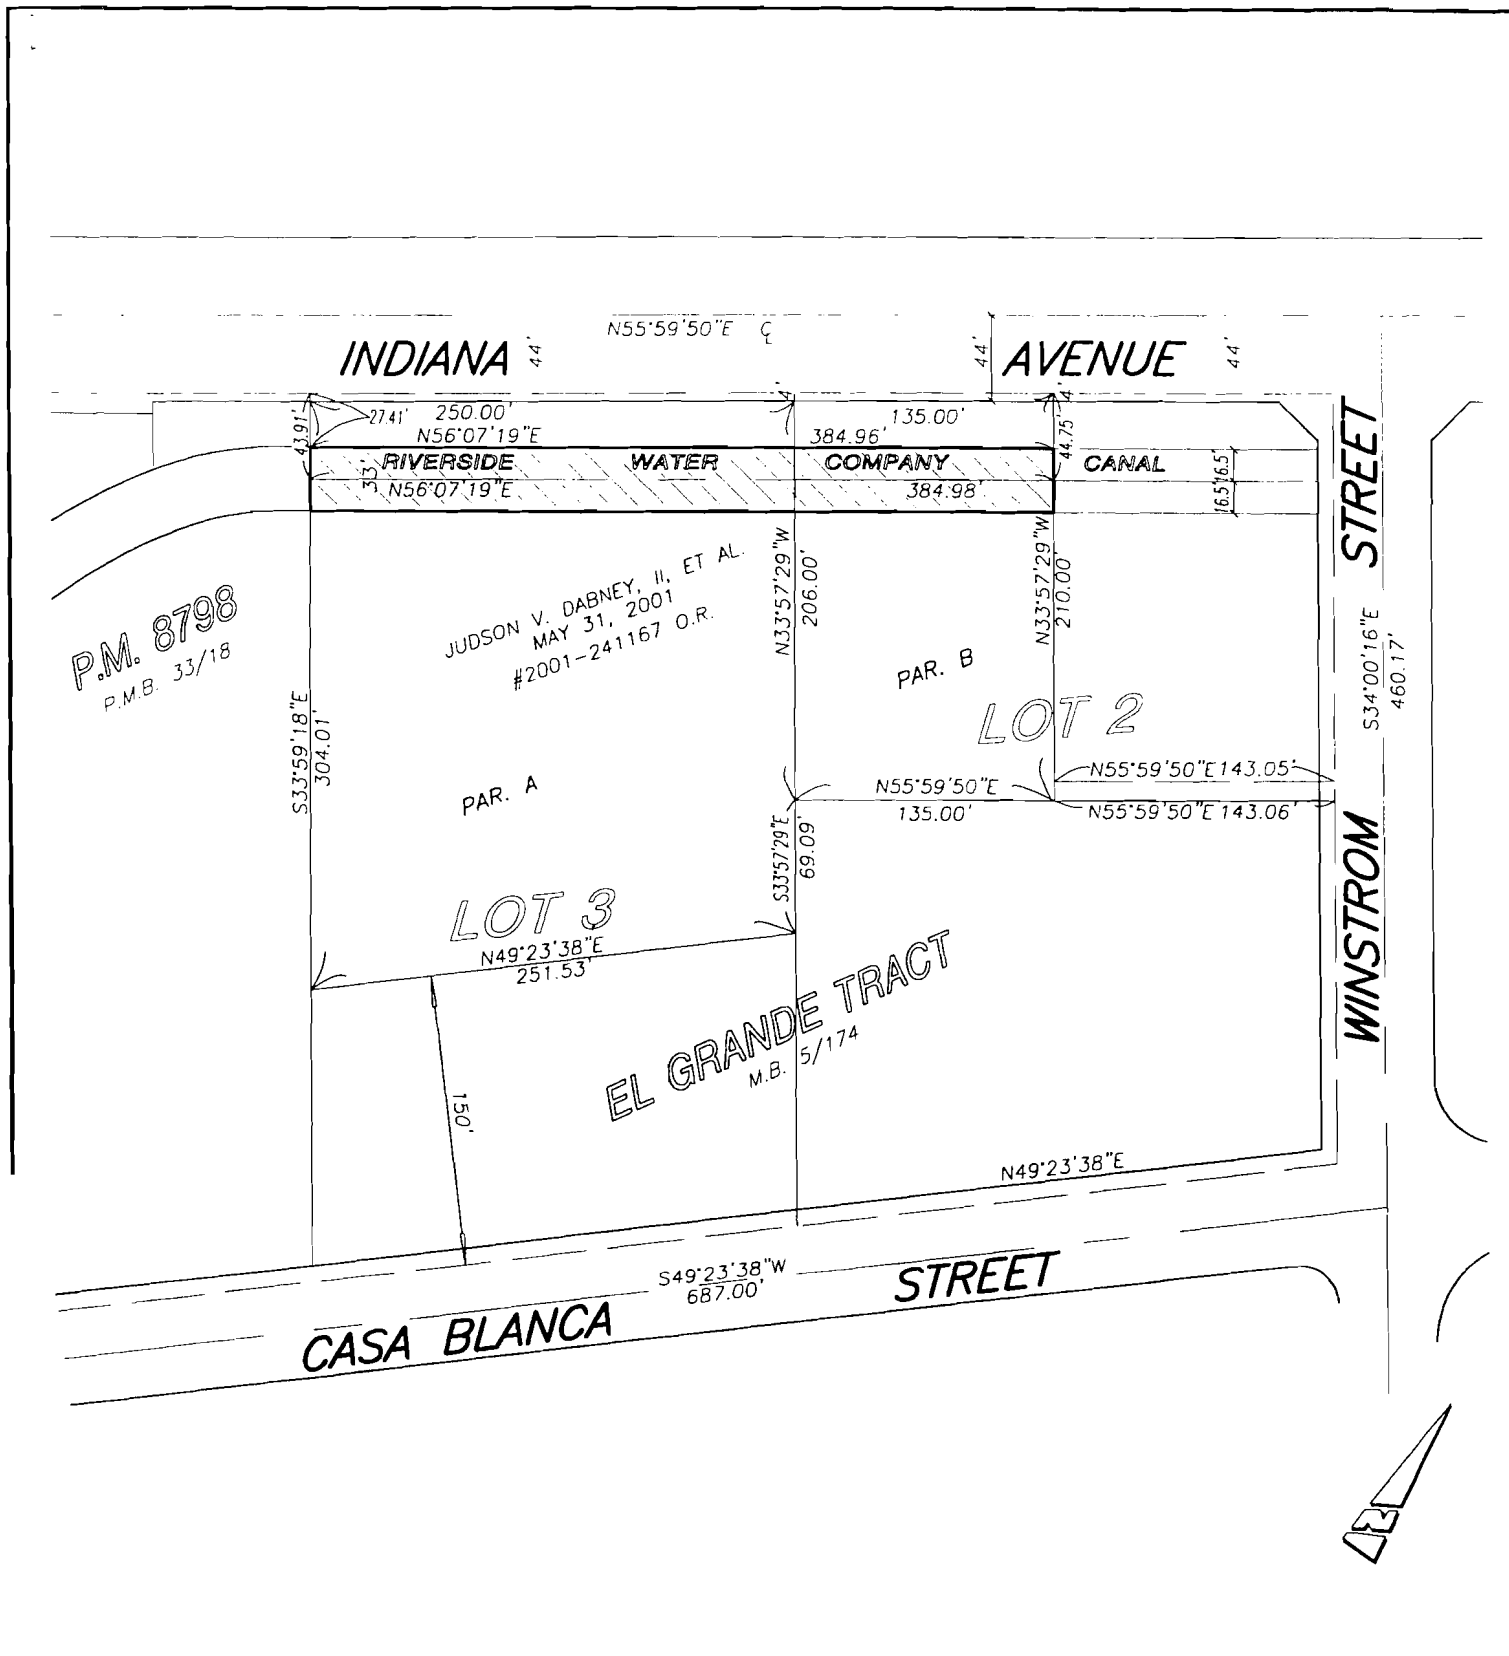 N55°59'50"E ℄
INDIANA 44' 44' AVENUE 44'
4' 4'
27.41' 250.00' 135.00'
43.91' N56°07'19"E 384.96' 44.75'
RIVERSIDE WATER COMPANY CANAL
33' N56°07'19"E 384.98' 16.5' 16.5'
STREET
JUDSON V. DABNEY, II, ET AL.
MAY 31, 2001
#2001-241167 O.R.
N33°57'29"W
206.00'
N33°57'29"W
210.00'
P.M. 8798
P.M.B. 33/18
S34°00'16"E
460.17'
PAR. B
LOT 2
S33°59'18"E
304.01'
PAR. A
N55°59'50"E 143.05'
N55°59'50"E
135.00'
N55°59'50"E 143.06'
S33°57'29"E
69.09'
WINSTROM
LOT 3
N49°23'38"E
251.53'
EL GRANDE TRACT
M.B. 5/174
150'
N49°23'38"E
S49°23'38"W
687.00'
CASA BLANCA STREET
N